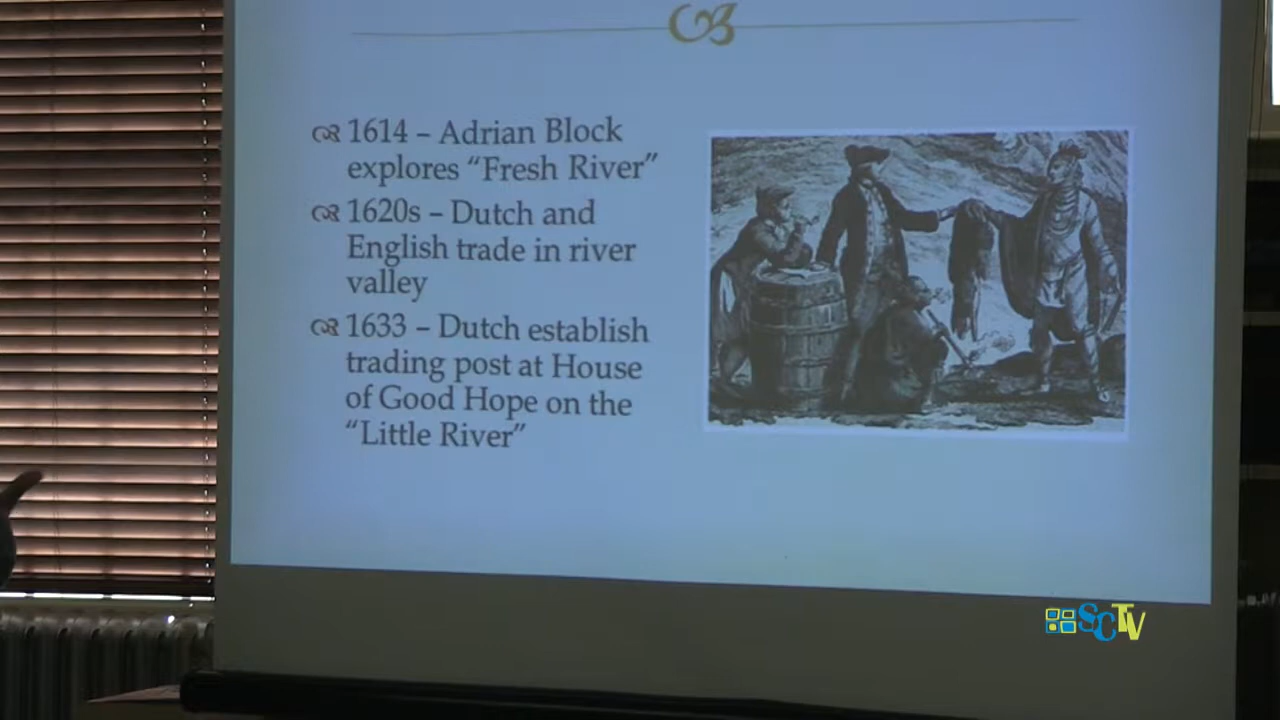 1614 – Adrian Block
explores “Fresh River”
1620s – Dutch and
English trade in river
valley
1633 – Dutch establish
trading post at House
of Good Hope on the
“Little River”
SCTV